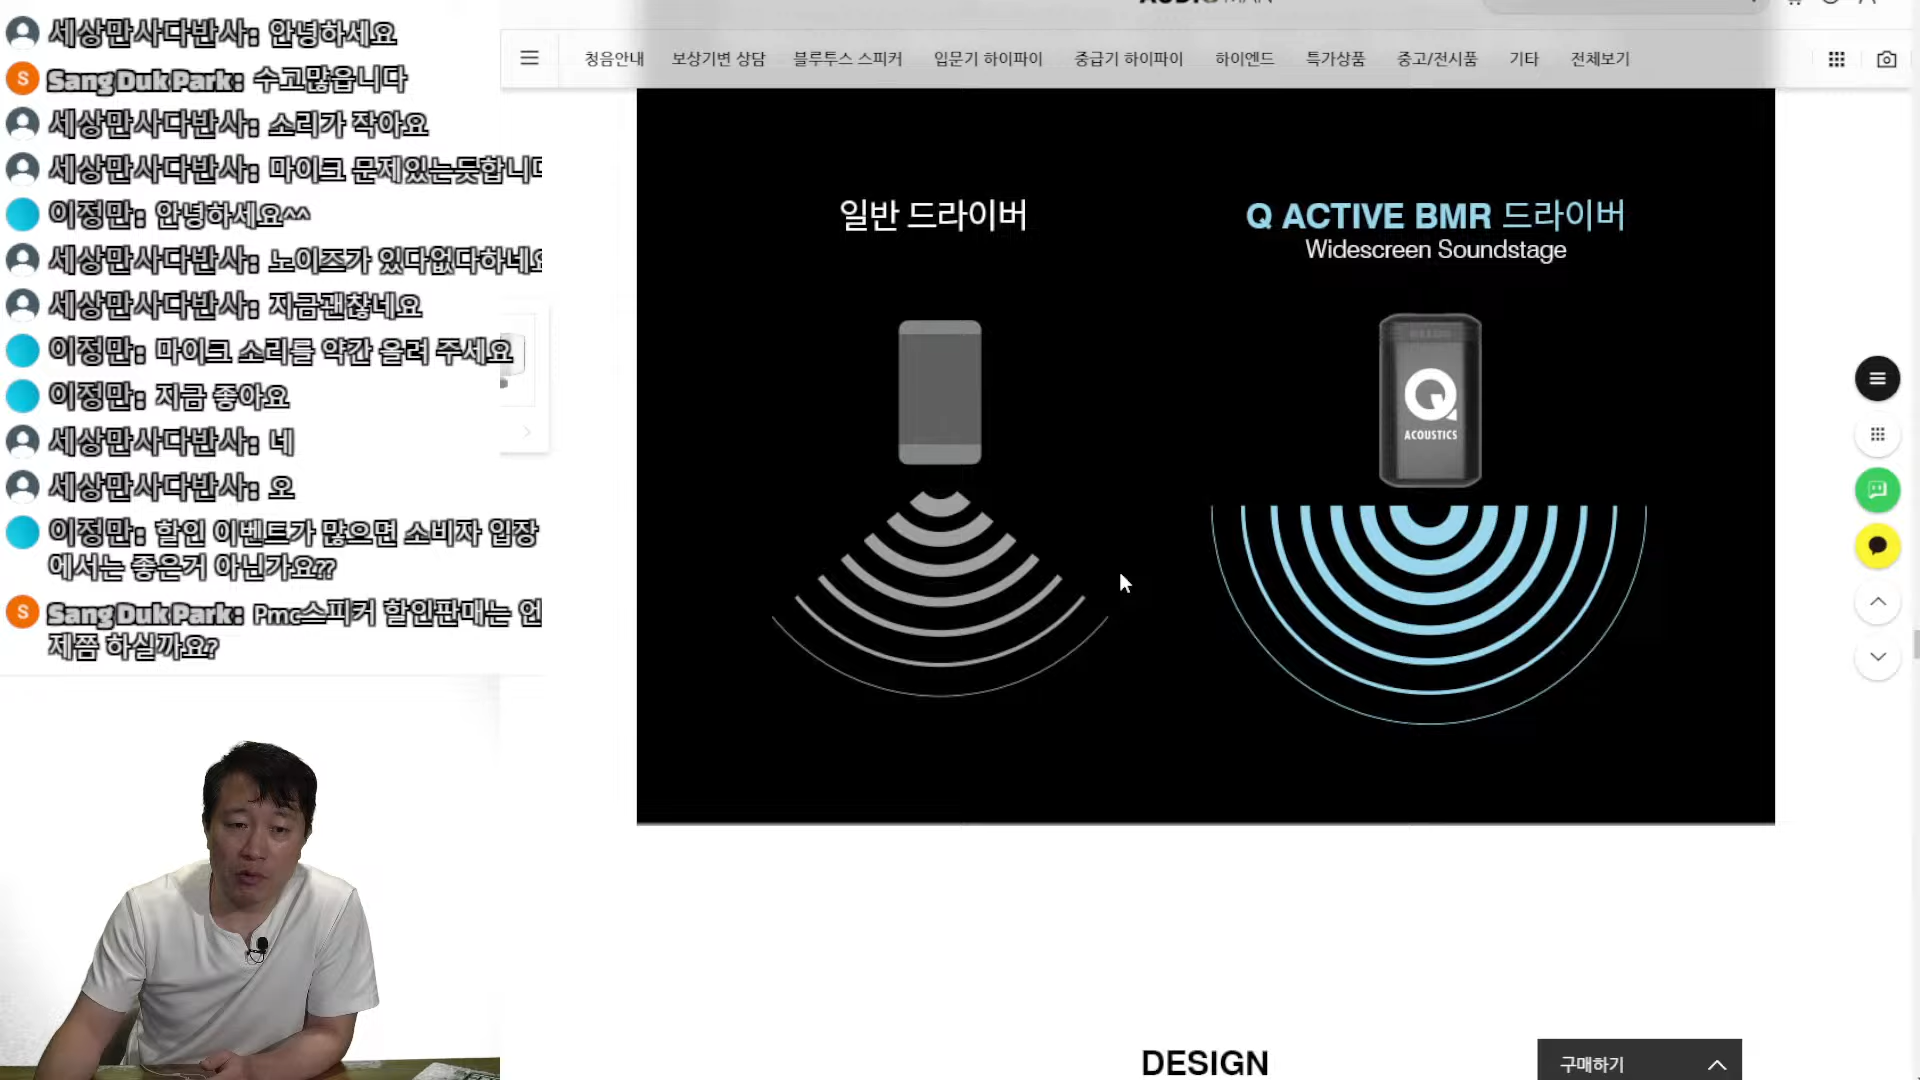 세상만사다반사: 안녕하세요
S
Sang Duk Park: 수고많읍니다
세상만사다반사: 소리가 작아요
세상만사다반사: 마이크 문제있는듯합니다
이정만: 안녕하세요^^
세상만사다반사: 노이즈가 있다없다하네요
세상만사다반사: 지금괜찮네요
이정만: 마이크 소리를 약간 올려 주세요
이정만: 지금 좋아요
세상만사다반사: 네
세상만사다반사: 오
이정만: 할인 이벤트가 많으면 소비자 입장
에서는 좋은거 아닌가요??
S
Sang Duk Park: Pmc스피커 할인판매는 언
제쯤 하실까요?
청음안내 보상기변 상담 블루투스 스피커 입문기 하이파이 중급기 하이파이 하이엔드 특가상품 중고/전시품 기타 전체보기
일반 드라이버
Q ACTIVE BMR 드라이버
Widescreen Soundstage
Q
ACOUSTICS
DESIGN
구매하기